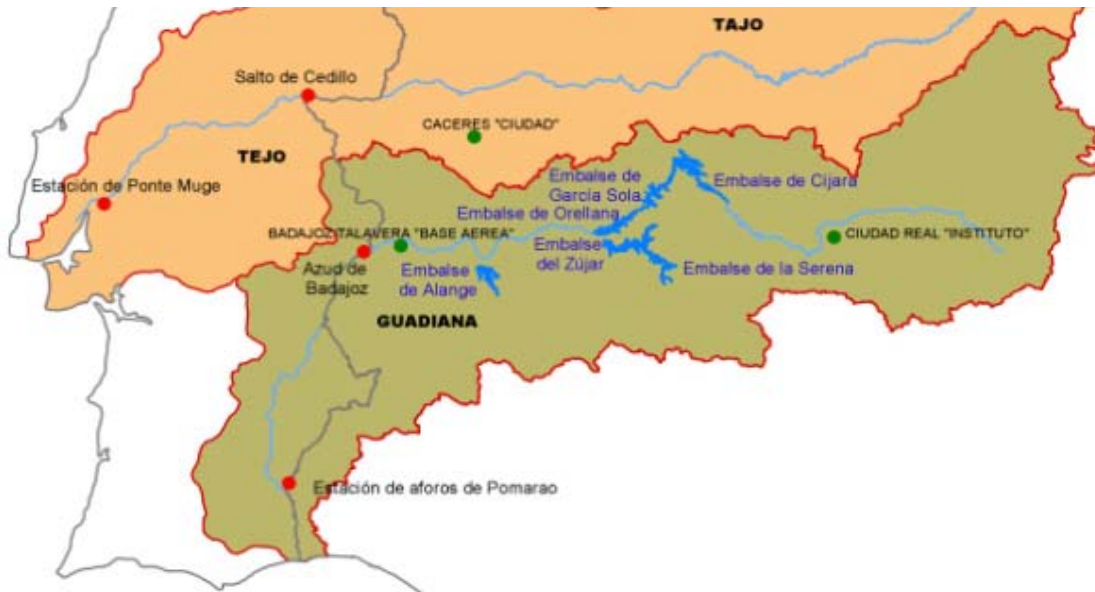 TAJO
Salto de Cedillo
CACERES "CIUDAD"
TEJO
Estación de Ponte Muge
Embalse de
García Sola
Embalse de Cijara
Embalse de Orellana
BADAJOZ/TALAVERA "BASE AEREA"
CIUDAD REAL "INSTITUTO"
Embalse
del Zújar
Azud de
Badajoz
Embalse
de Alange
Embalse de la Serena
GUADIANA
Estación de aforos de Pomarao